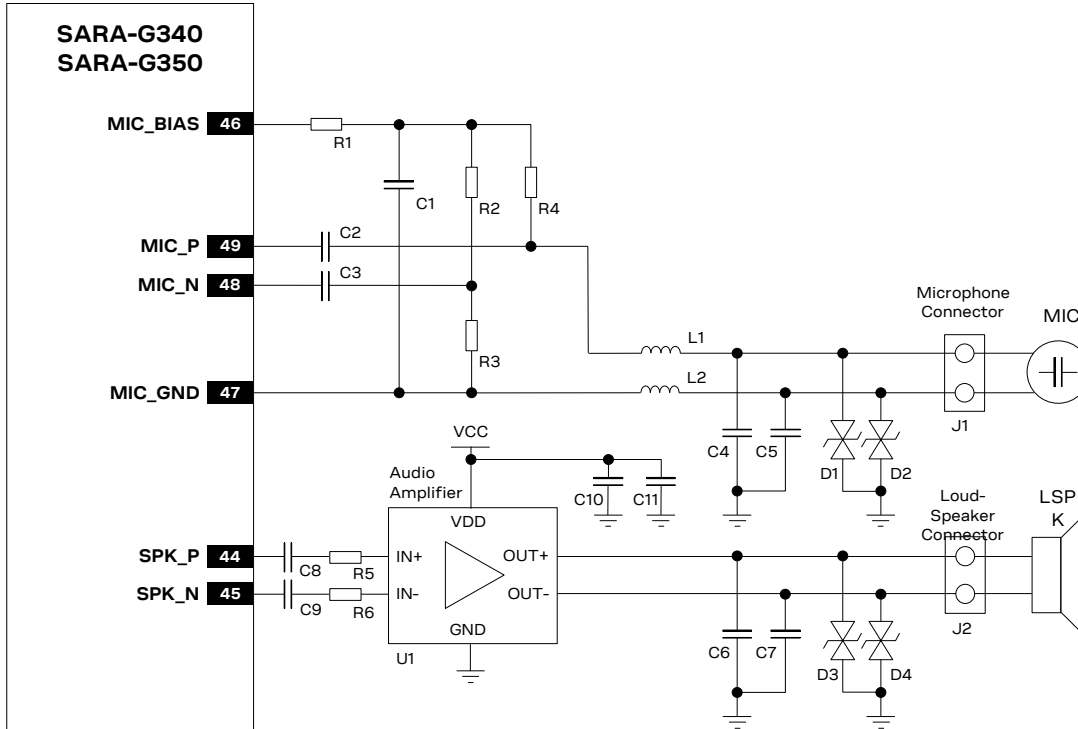 SARA-G340
SARA-G350
MIC_BIAS 46
R1
C1
R2
R4
MIC_P 49
C2
MIC_N 48
C3
R3
MIC_GND 47
L1
L2
Microphone
Connector
MIC
J1
C4
C5
D1
D2
VCC
C10
C11
Audio
Amplifier
VDD
IN+
IN-
OUT+
OUT-
GND
U1
SPK_P 44
C8
R5
SPK_N 45
C9
R6
Loud-
Speaker
Connector
LSP
K
J2
C6
C7
D3
D4